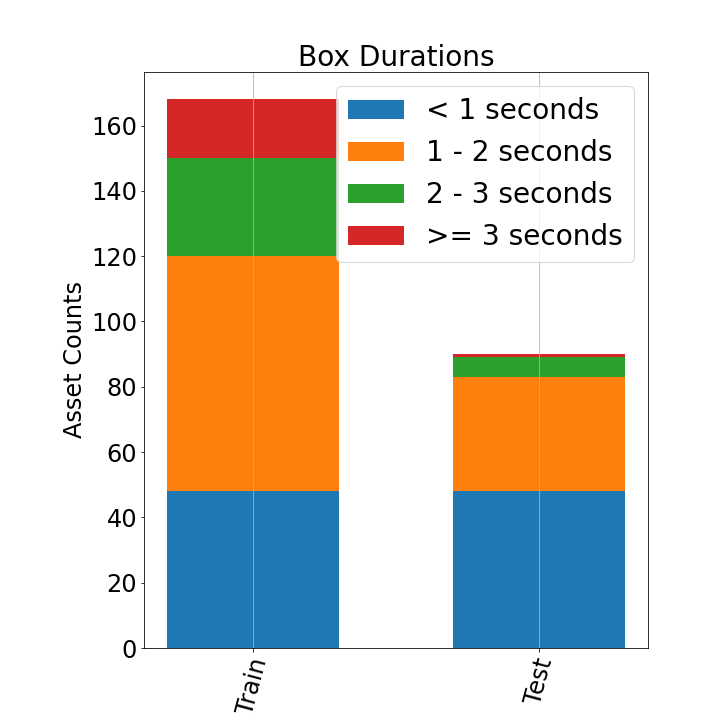 Box Durations
< 1 seconds
1 - 2 seconds
2 - 3 seconds
>= 3 seconds
Asset Counts
160
140
120
100
80
60
40
20
0
Train
Test